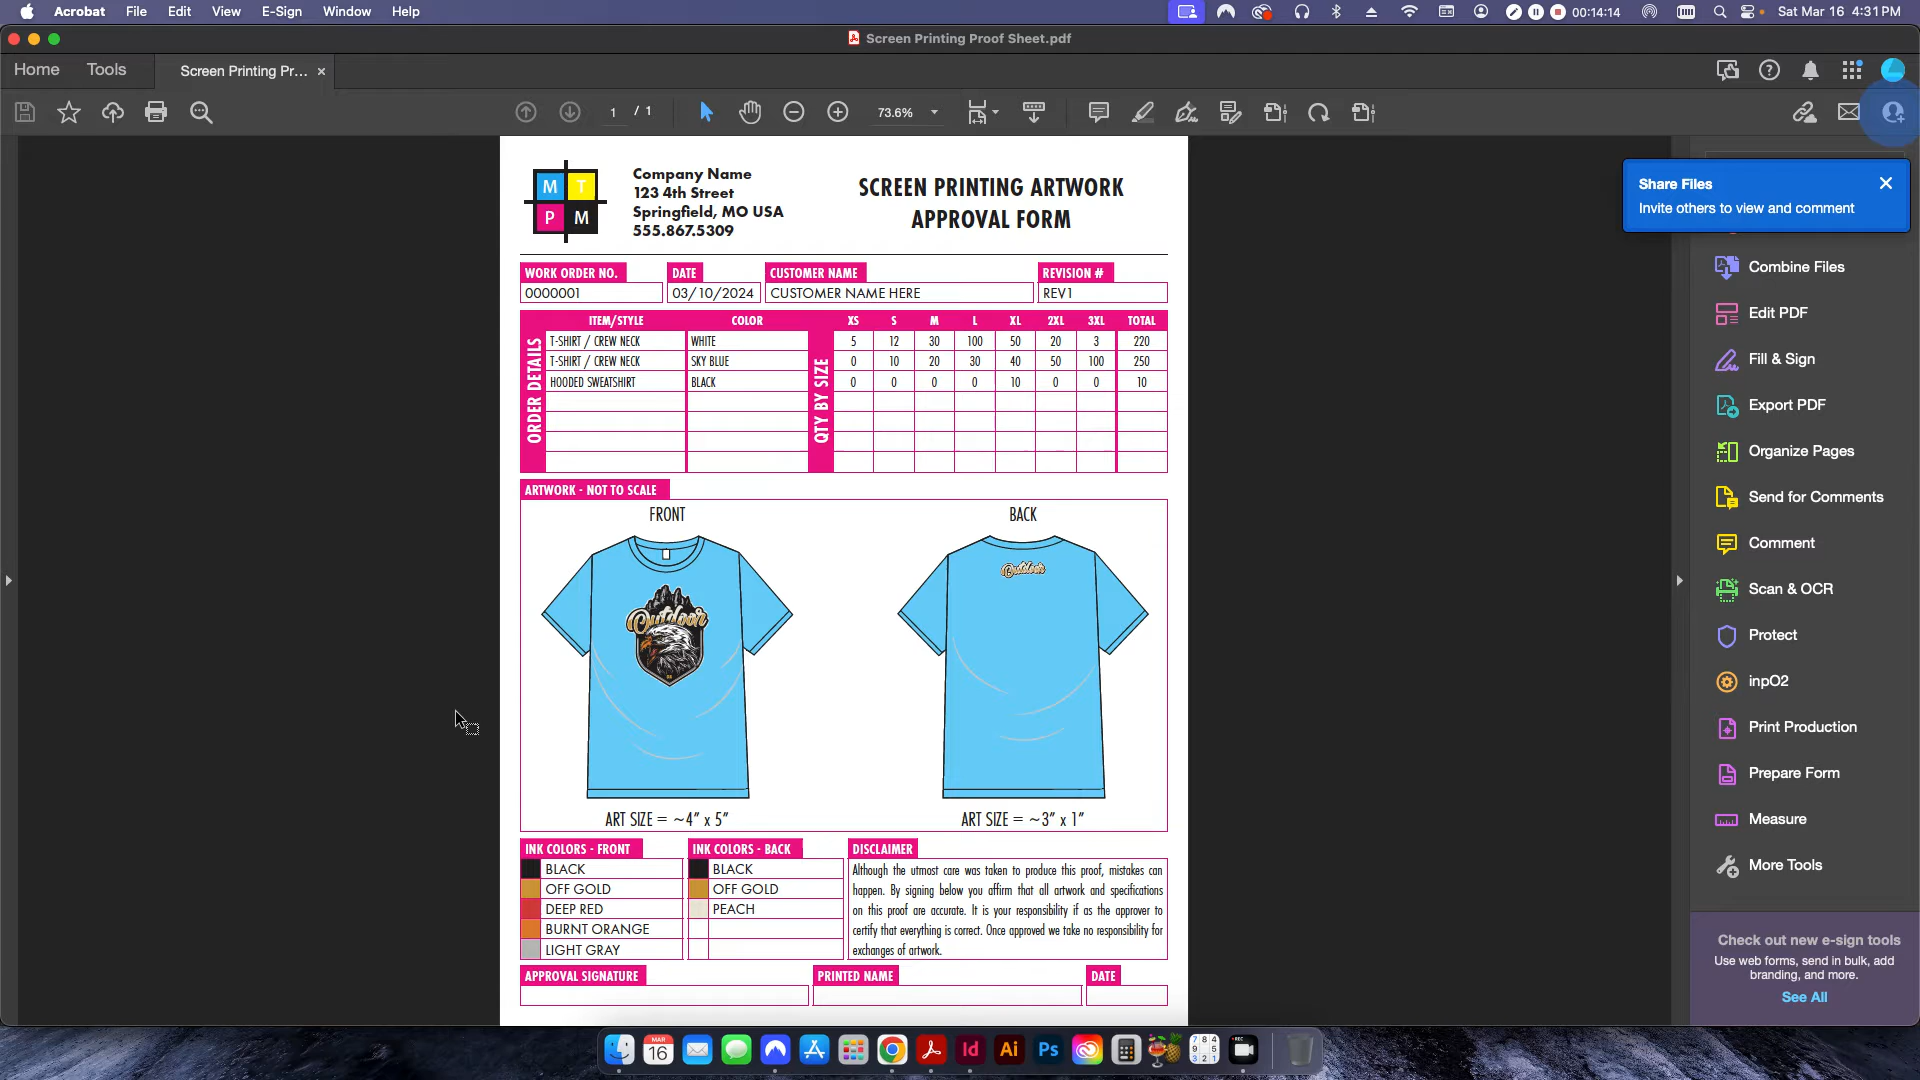 Acrobat File Edit View E-Sign Window Help 00:14:14 Sat Mar 16 4:31 PM
Screen Printing Proof Sheet.pdf
Home Tools Screen Printing Pr... ×
1 / 1 73.6%
Share Files
Invite others to view and comment
Combine Files
Edit PDF
Fill & Sign
Export PDF
Organize Pages
Send for Comments
Comment
Scan & OCR
Protect
inpO2
Print Production
Prepare Form
Measure
More Tools
Check out new e-sign tools
Use web forms, send in bulk, add
branding, and more.
See All
M T
P M
Company Name
123 4th Street
Springfield, MO USA
555.867.5309
SCREEN PRINTING ARTWORK
APPROVAL FORM
WORK ORDER NO. DATE CUSTOMER NAME REVISION #
0000001 03/10/2024 CUSTOMER NAME HERE REV1
ORDER DETAILS
QTY BY SIZE
ITEM/STYLE COLOR XS S M L XL 2XL 3XL TOTAL
T-SHIRT / CREW NECK WHITE 5 12 30 100 50 20 3 220
T-SHIRT / CREW NECK SKY BLUE 0 10 20 30 40 50 100 250
HOODED SWEATSHIRT BLACK 0 0 0 0 10 0 0 10
ARTWORK - NOT TO SCALE
FRONT BACK
Outdoor Outdoor
ART SIZE = ~4" x 5" ART SIZE = ~3" x 1"
INK COLORS - FRONT
BLACK
OFF GOLD
DEEP RED
BURNT ORANGE
LIGHT GRAY
INK COLORS - BACK
BLACK
OFF GOLD
PEACH
DISCLAIMER
Although the utmost care was taken to produce this proof, mistakes can
happen. By signing below you affirm that all artwork and specifications
on this proof are accurate. It is your responsibility if as the approver to
certify that everything is correct. Once approved we take no responsibility for
exchanges of artwork.
APPROVAL SIGNATURE PRINTED NAME DATE
MAR
16
Id Ai Ps
REC